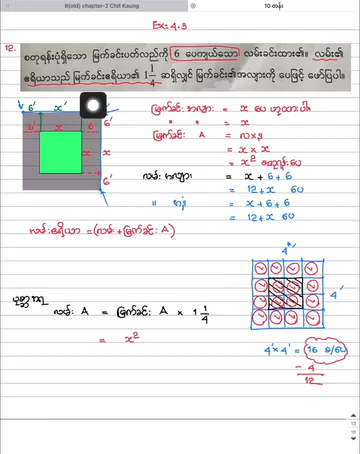 8(old) chapter-2 Chit Kaung
10 တန်း
Ex: 4.3
12.
စတုရန်းပုံရှိသော မြက်ခင်းပတ်လည်ကို 6 ပေကျယ်သော လမ်းခင်းထား၏။ လမ်း၏
ဧရိယာသည် မြက်ခင်းဧရိယာ၏ 1 1/4 ဆရှိလျှင် မြက်ခင်း၏အလျားကို ပေဖြင့် ဖော်ပြပါ။
6' x' 6'
6' x 6
x x
6'
မြက်ခင်း အလျား = x ပေ ဟုထားပါ။
" " = x
မြက်ခင်း A = လ × န
= x × x
= x² စတုရန်းပေ
လမ်း အလျား = x + 6 + 6
= 12 + x ပေ
" အနံ = x + 6 + 6
= 12 + x ပေ
လမ်းဧရိယာ = (လမ်း + မြက်ခင်း A)
4'
4'
ပုစ္ဆာအရ
လမ်း A = မြက်ခင်း A × 1 1/4
= x²
4' x 4' = 16
- 4
12